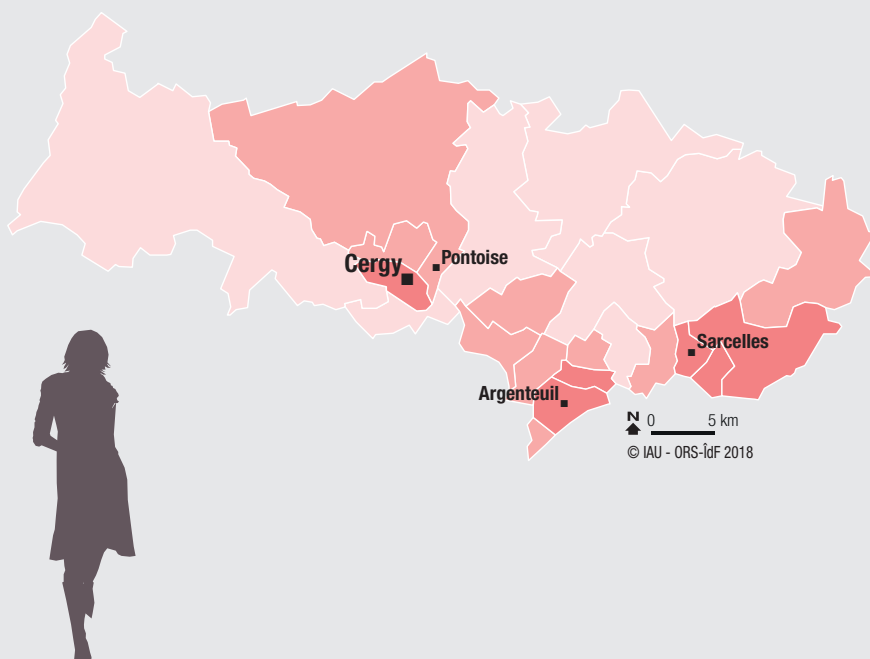 Cergy
Pontoise
Sarcelles
Argenteuil
N
0 5 km
© IAU - ORS-ÎdF 2018